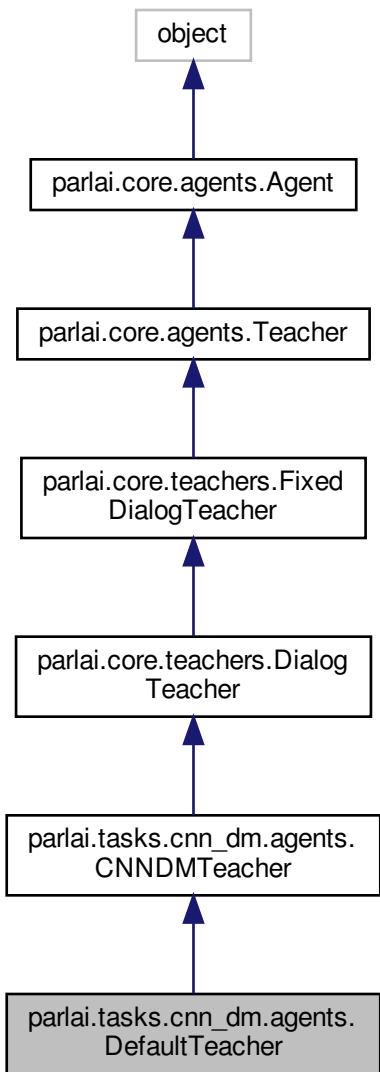 object
parlai.core.agents.Agent
parlai.core.agents.Teacher
parlai.core.teachers.Fixed
DialogTeacher
parlai.core.teachers.Dialog
Teacher
parlai.tasks.cnn_dm.agents.
CNNDMTeacher
parlai.tasks.cnn_dm.agents.
DefaultTeacher